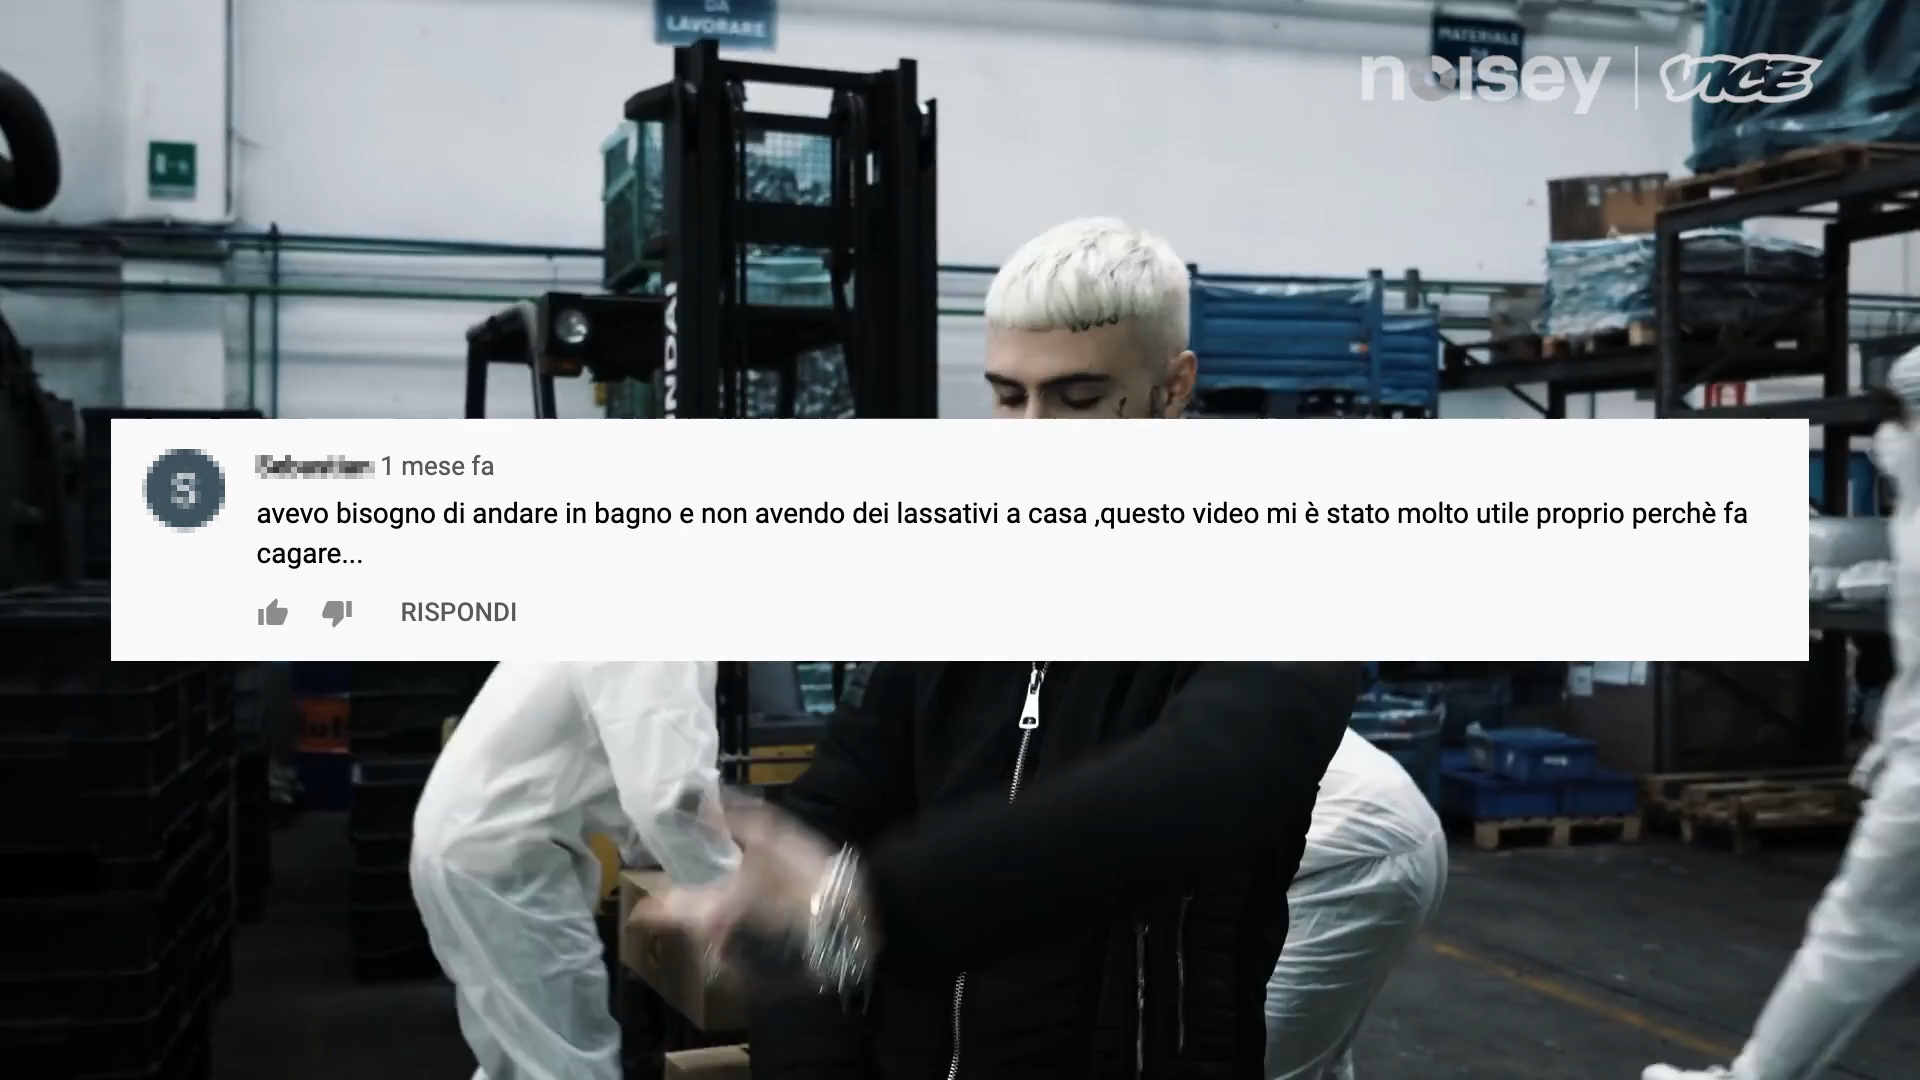 DA
LAVORARE
MATERIALE
DA
noisey | VICE
1 mese fa
avevo bisogno di andare in bagno e non avendo dei lassativi a casa ,questo video mi è stato molto utile proprio perchè fa
cagare...
RISPONDI